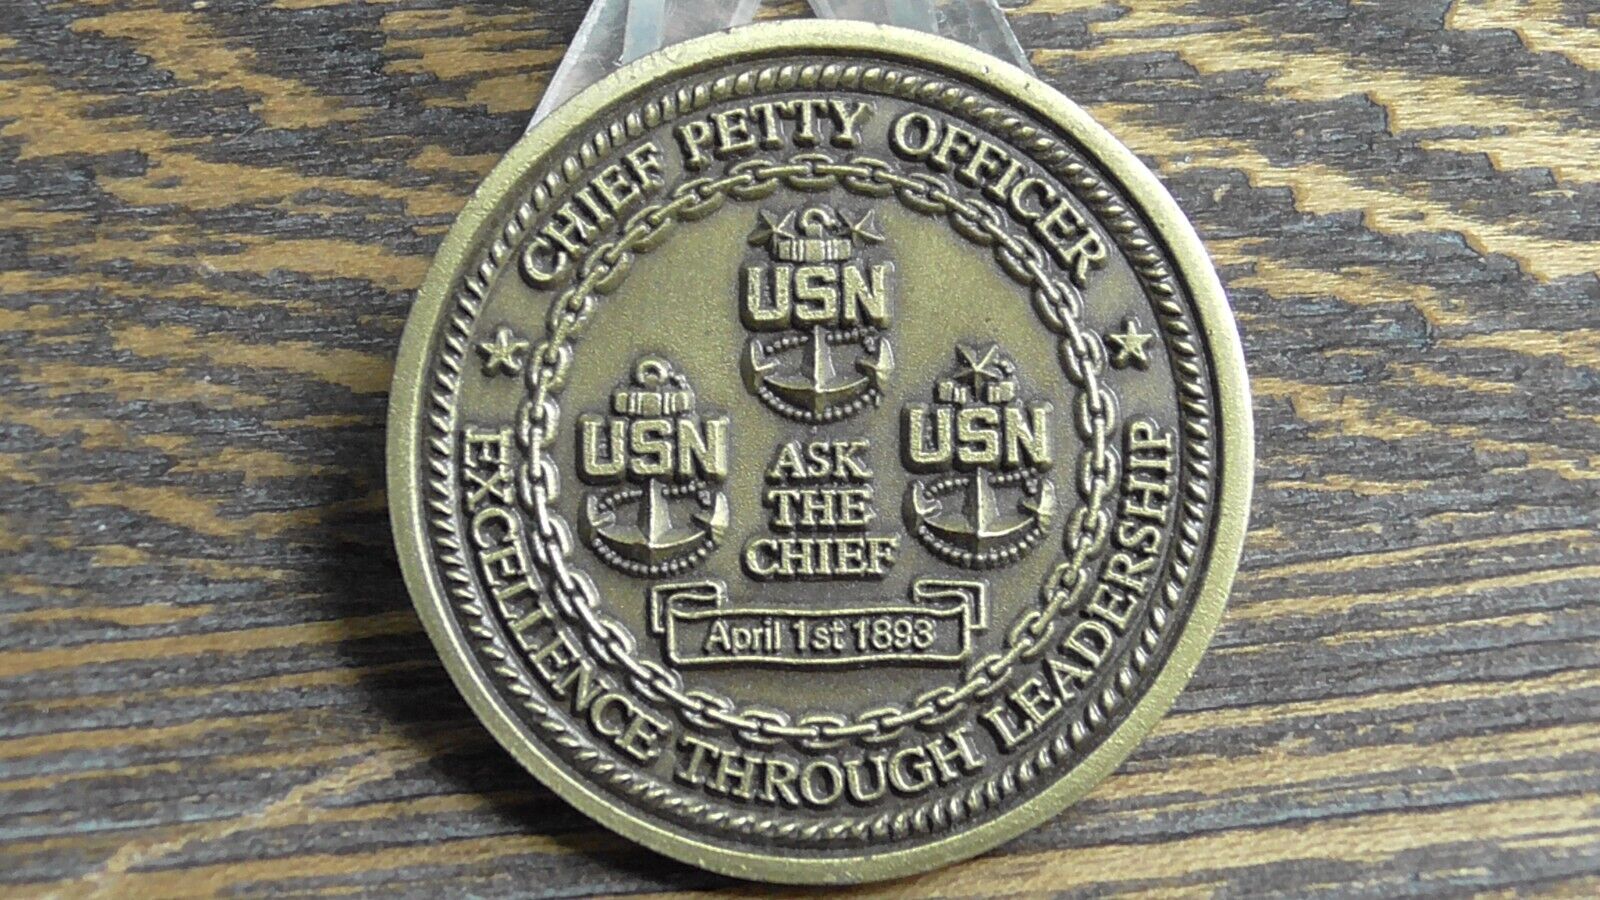 CHIEF PETTY OFFICER
USN
USN
USN
ASK
THE
CHIEF
April 1st 1893
EXCELLENCE THROUGH LEADERSHIP